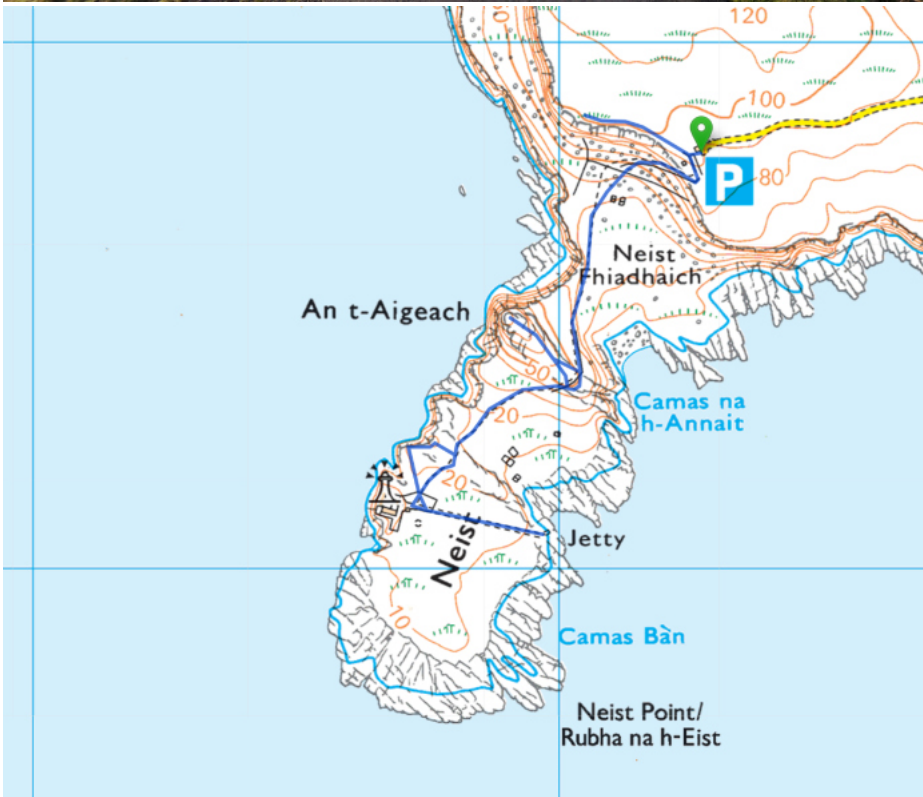 120
100
P
80
Neist
Fhiadhaich
An t-Aigeach
50
20
Camas na
h-Annait
20
Neist
Jetty
10
Camas Bàn
Neist Point/
Rubha na h-Eist